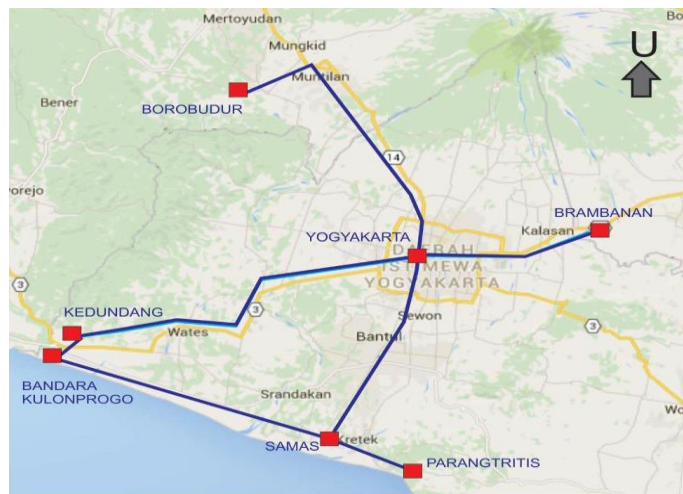 Mertoyudan
Bo
Mungkid
U
Muntilan
Bener
BOROBUDUR
14
orejo
BRAMBANAN
Kalasan
YOGYAKARTA
DAERAH
ISTIMEWA
YOGYAKARTA
3
KEDUNDANG
3
Sewon
3
Wates
Bantul
BANDARA
KULONPROGO
Srandakan
Wo
SAMAS
Kretek
PARANGTRITIS